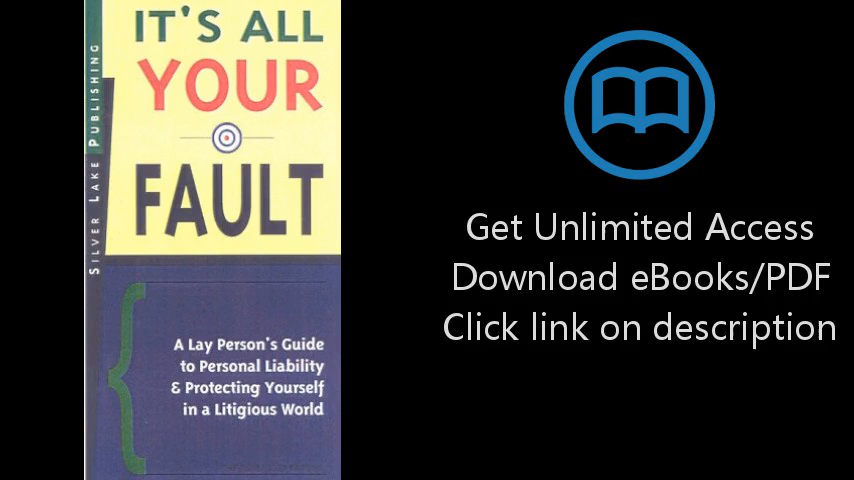 IT'S ALL
YOUR
FAULT
SILVER LAKE PUBLISHING
A Lay Person's Guide
to Personal Liability
& Protecting Yourself
in a Litigious World
Get Unlimited Access
Download eBooks/PDF
Click link on description